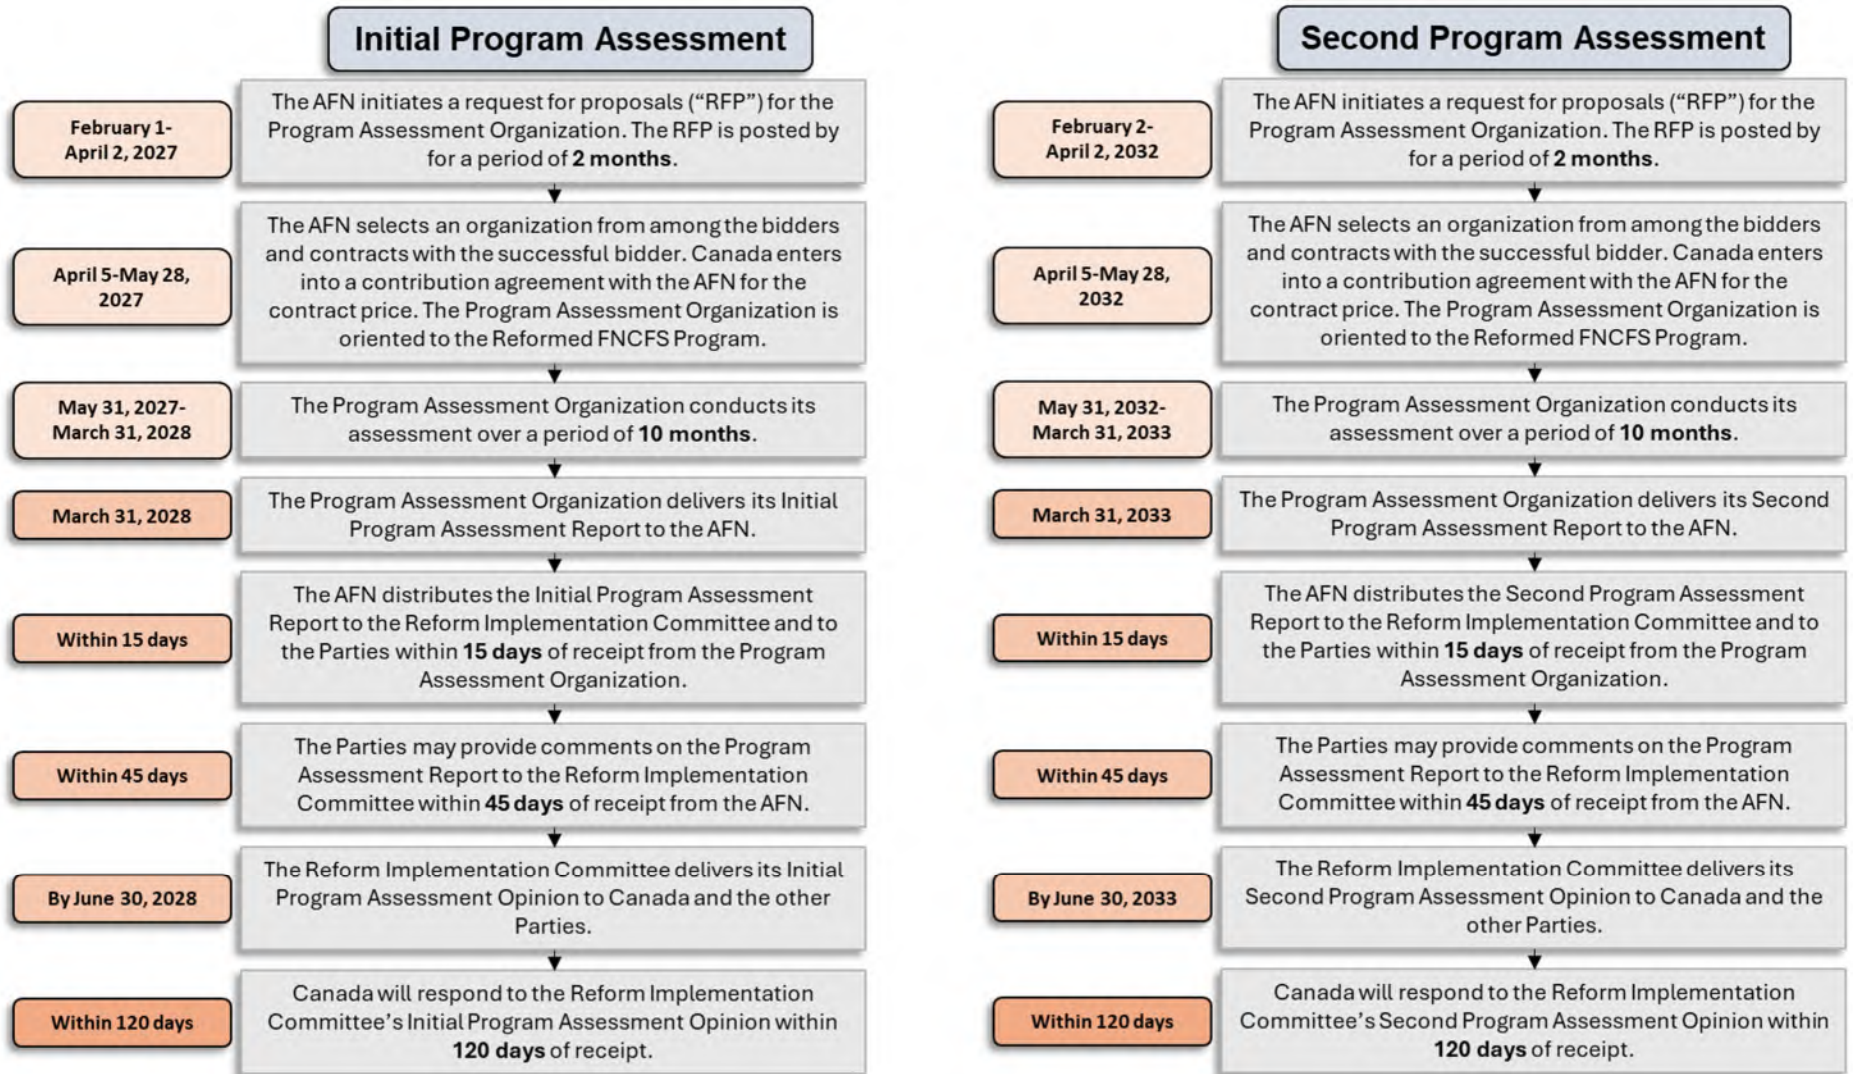 Initial Program Assessment
February 1-
April 2, 2027
The AFN initiates a request for proposals (“RFP”) for the
Program Assessment Organization. The RFP is posted by
for a period of 2 months.
April 5-May 28,
2027
The AFN selects an organization from among the bidders
and contracts with the successful bidder. Canada enters
into a contribution agreement with the AFN for the
contract price. The Program Assessment Organization is
oriented to the Reformed FNCFS Program.
May 31, 2027-
March 31, 2028
The Program Assessment Organization conducts its
assessment over a period of 10 months.
March 31, 2028
The Program Assessment Organization delivers its Initial
Program Assessment Report to the AFN.
Within 15 days
The AFN distributes the Initial Program Assessment
Report to the Reform Implementation Committee and to
the Parties within 15 days of receipt from the Program
Assessment Organization.
Within 45 days
The Parties may provide comments on the Program
Assessment Report to the Reform Implementation
Committee within 45 days of receipt from the AFN.
By June 30, 2028
The Reform Implementation Committee delivers its Initial
Program Assessment Opinion to Canada and the other
Parties.
Within 120 days
Canada will respond to the Reform Implementation
Committee’s Initial Program Assessment Opinion within
120 days of receipt.
Second Program Assessment
February 2-
April 2, 2032
The AFN initiates a request for proposals (“RFP”) for the
Program Assessment Organization. The RFP is posted by
for a period of 2 months.
April 5-May 28,
2032
The AFN selects an organization from among the bidders
and contracts with the successful bidder. Canada enters
into a contribution agreement with the AFN for the
contract price. The Program Assessment Organization is
oriented to the Reformed FNCFS Program.
May 31, 2032-
March 31, 2033
The Program Assessment Organization conducts its
assessment over a period of 10 months.
March 31, 2033
The Program Assessment Organization delivers its Second
Program Assessment Report to the AFN.
Within 15 days
The AFN distributes the Second Program Assessment
Report to the Reform Implementation Committee and to
the Parties within 15 days of receipt from the Program
Assessment Organization.
Within 45 days
The Parties may provide comments on the Program
Assessment Report to the Reform Implementation
Committee within 45 days of receipt from the AFN.
By June 30, 2033
The Reform Implementation Committee delivers its
Second Program Assessment Opinion to Canada and the
other Parties.
Within 120 days
Canada will respond to the Reform Implementation
Committee’s Second Program Assessment Opinion within
120 days of receipt.